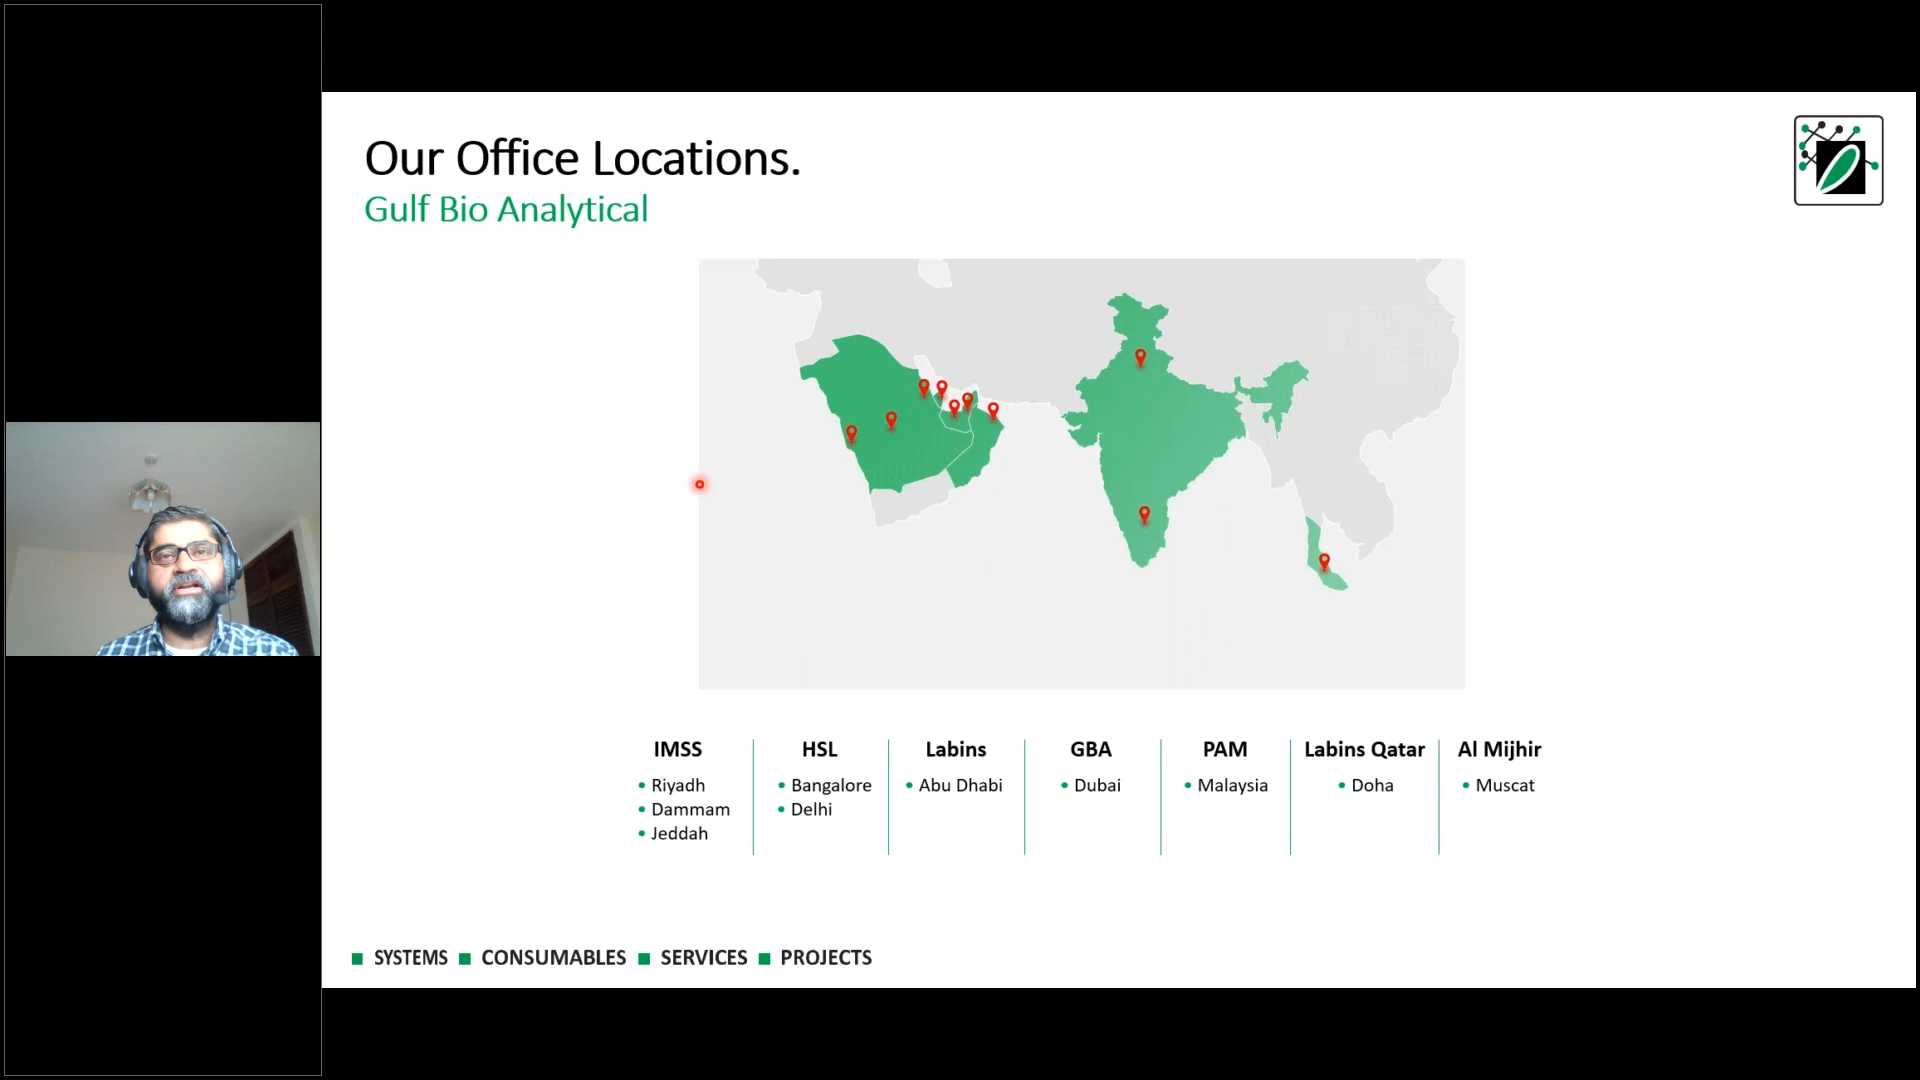 Our Office Locations.
Gulf Bio Analytical
IMSS
• Riyadh
• Dammam
• Jeddah
HSL
• Bangalore
• Delhi
Labins
• Abu Dhabi
GBA
• Dubai
PAM
• Malaysia
Labins Qatar
• Doha
Al Mijhir
• Muscat
SYSTEMS CONSUMABLES SERVICES PROJECTS